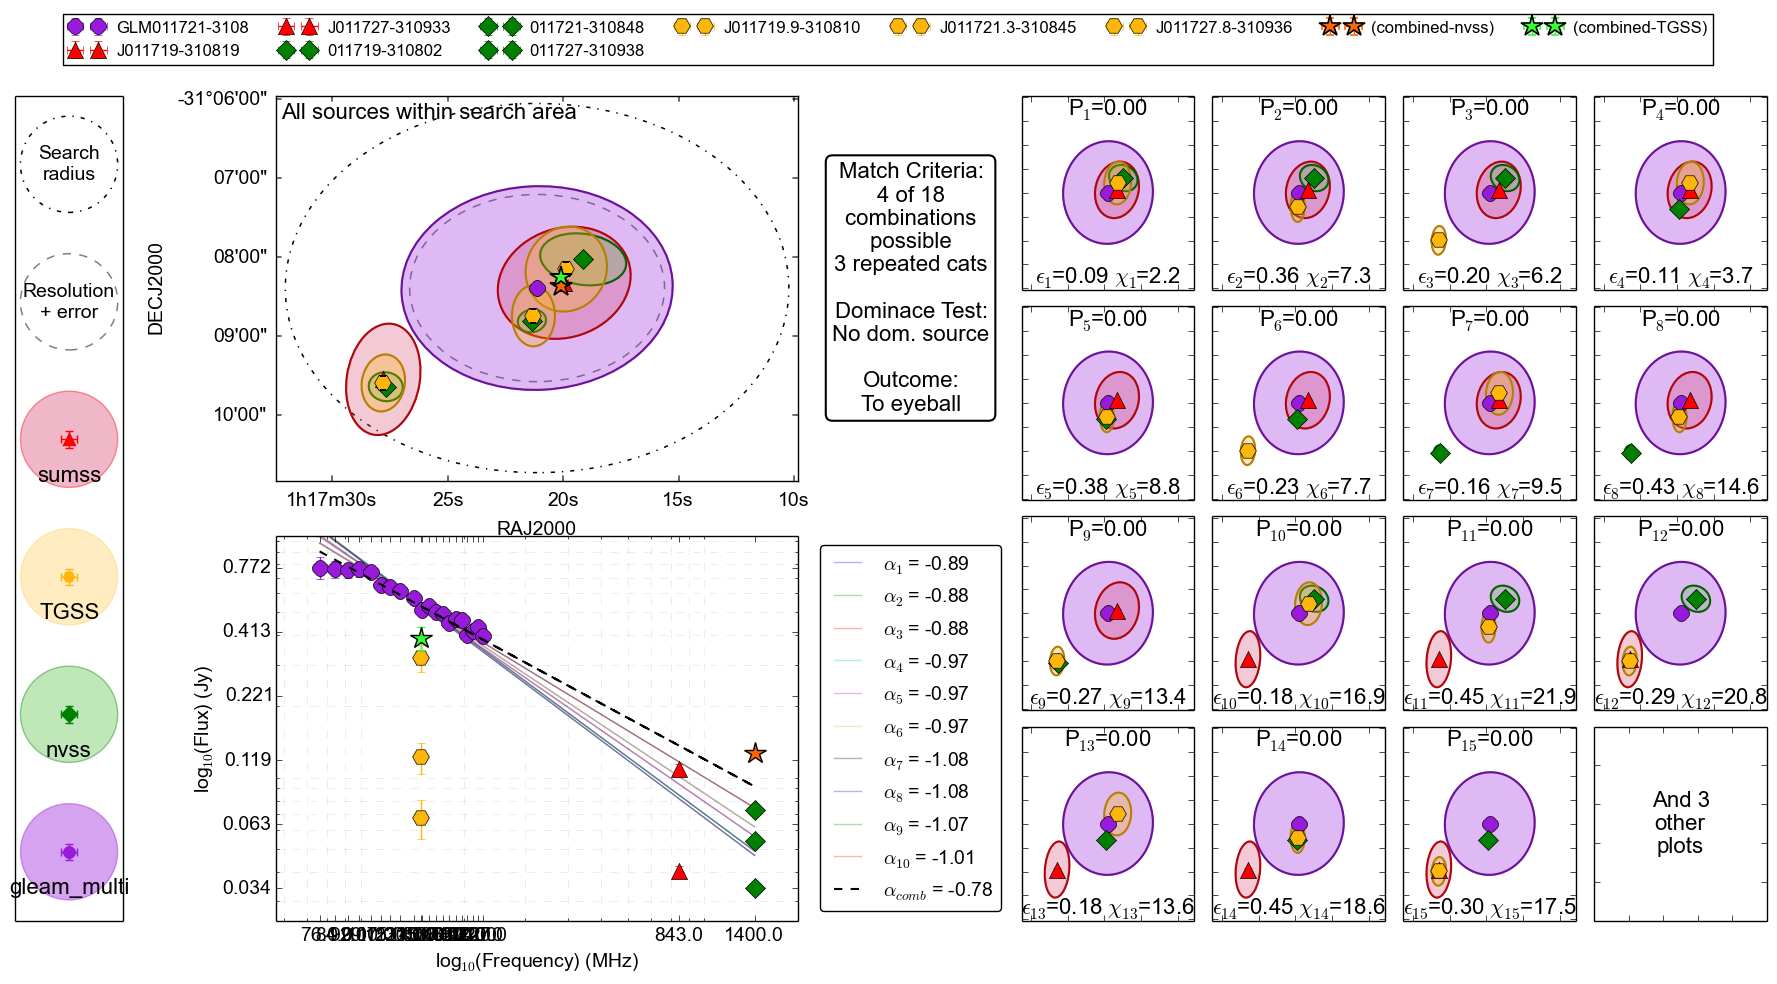 GLM011721-3108
J011727-310933
011721-310848
J011719.9-310810
J011721.3-310845
J011727.8-310936
(combined-nvss)
(combined-TGSS)
J011719-310819
011719-310802
011727-310938
Search
radius
Resolution
+ error
sumss
TGSS
nvss
gleam_multi
All sources within search area
-31°06'00"
07'00"
08'00"
09'00"
10'00"
DECJ2000
1h17m30s
25s
20s
15s
10s
RAJ2000
Match Criteria:
4 of 18
combinations
possible
3 repeated cats
Dominace Test:
No dom. source
Outcome:
To eyeball
0.772
0.413
0.221
0.119
0.063
0.034
log10(Flux) (Jy)
843.0
1400.0
log10(Frequency) (MHz)
α1 = -0.89
α2 = -0.88
α3 = -0.88
α4 = -0.97
α5 = -0.97
α6 = -0.97
α7 = -1.08
α8 = -1.08
α9 = -1.07
α10 = -1.01
αcomb = -0.78
P1=0.00
ϵ1=0.09 χ1=2.2
P2=0.00
ϵ2=0.36 χ2=7.3
P3=0.00
ϵ3=0.20 χ3=6.2
P4=0.00
ϵ4=0.11 χ4=3.7
P5=0.00
ϵ5=0.38 χ5=8.8
P6=0.00
ϵ6=0.23 χ6=7.7
P7=0.00
ϵ7=0.16 χ7=9.5
P8=0.00
ϵ8=0.43 χ8=14.6
P9=0.00
ϵ9=0.27 χ9=13.4
P10=0.00
ϵ10=0.18 χ10=16.9
P11=0.00
ϵ11=0.45 χ11=21.9
P12=0.00
ϵ12=0.29 χ12=20.8
P13=0.00
ϵ13=0.18 χ13=13.6
P14=0.00
ϵ14=0.45 χ14=18.6
P15=0.00
ϵ15=0.30 χ15=17.5
And 3
other
plots